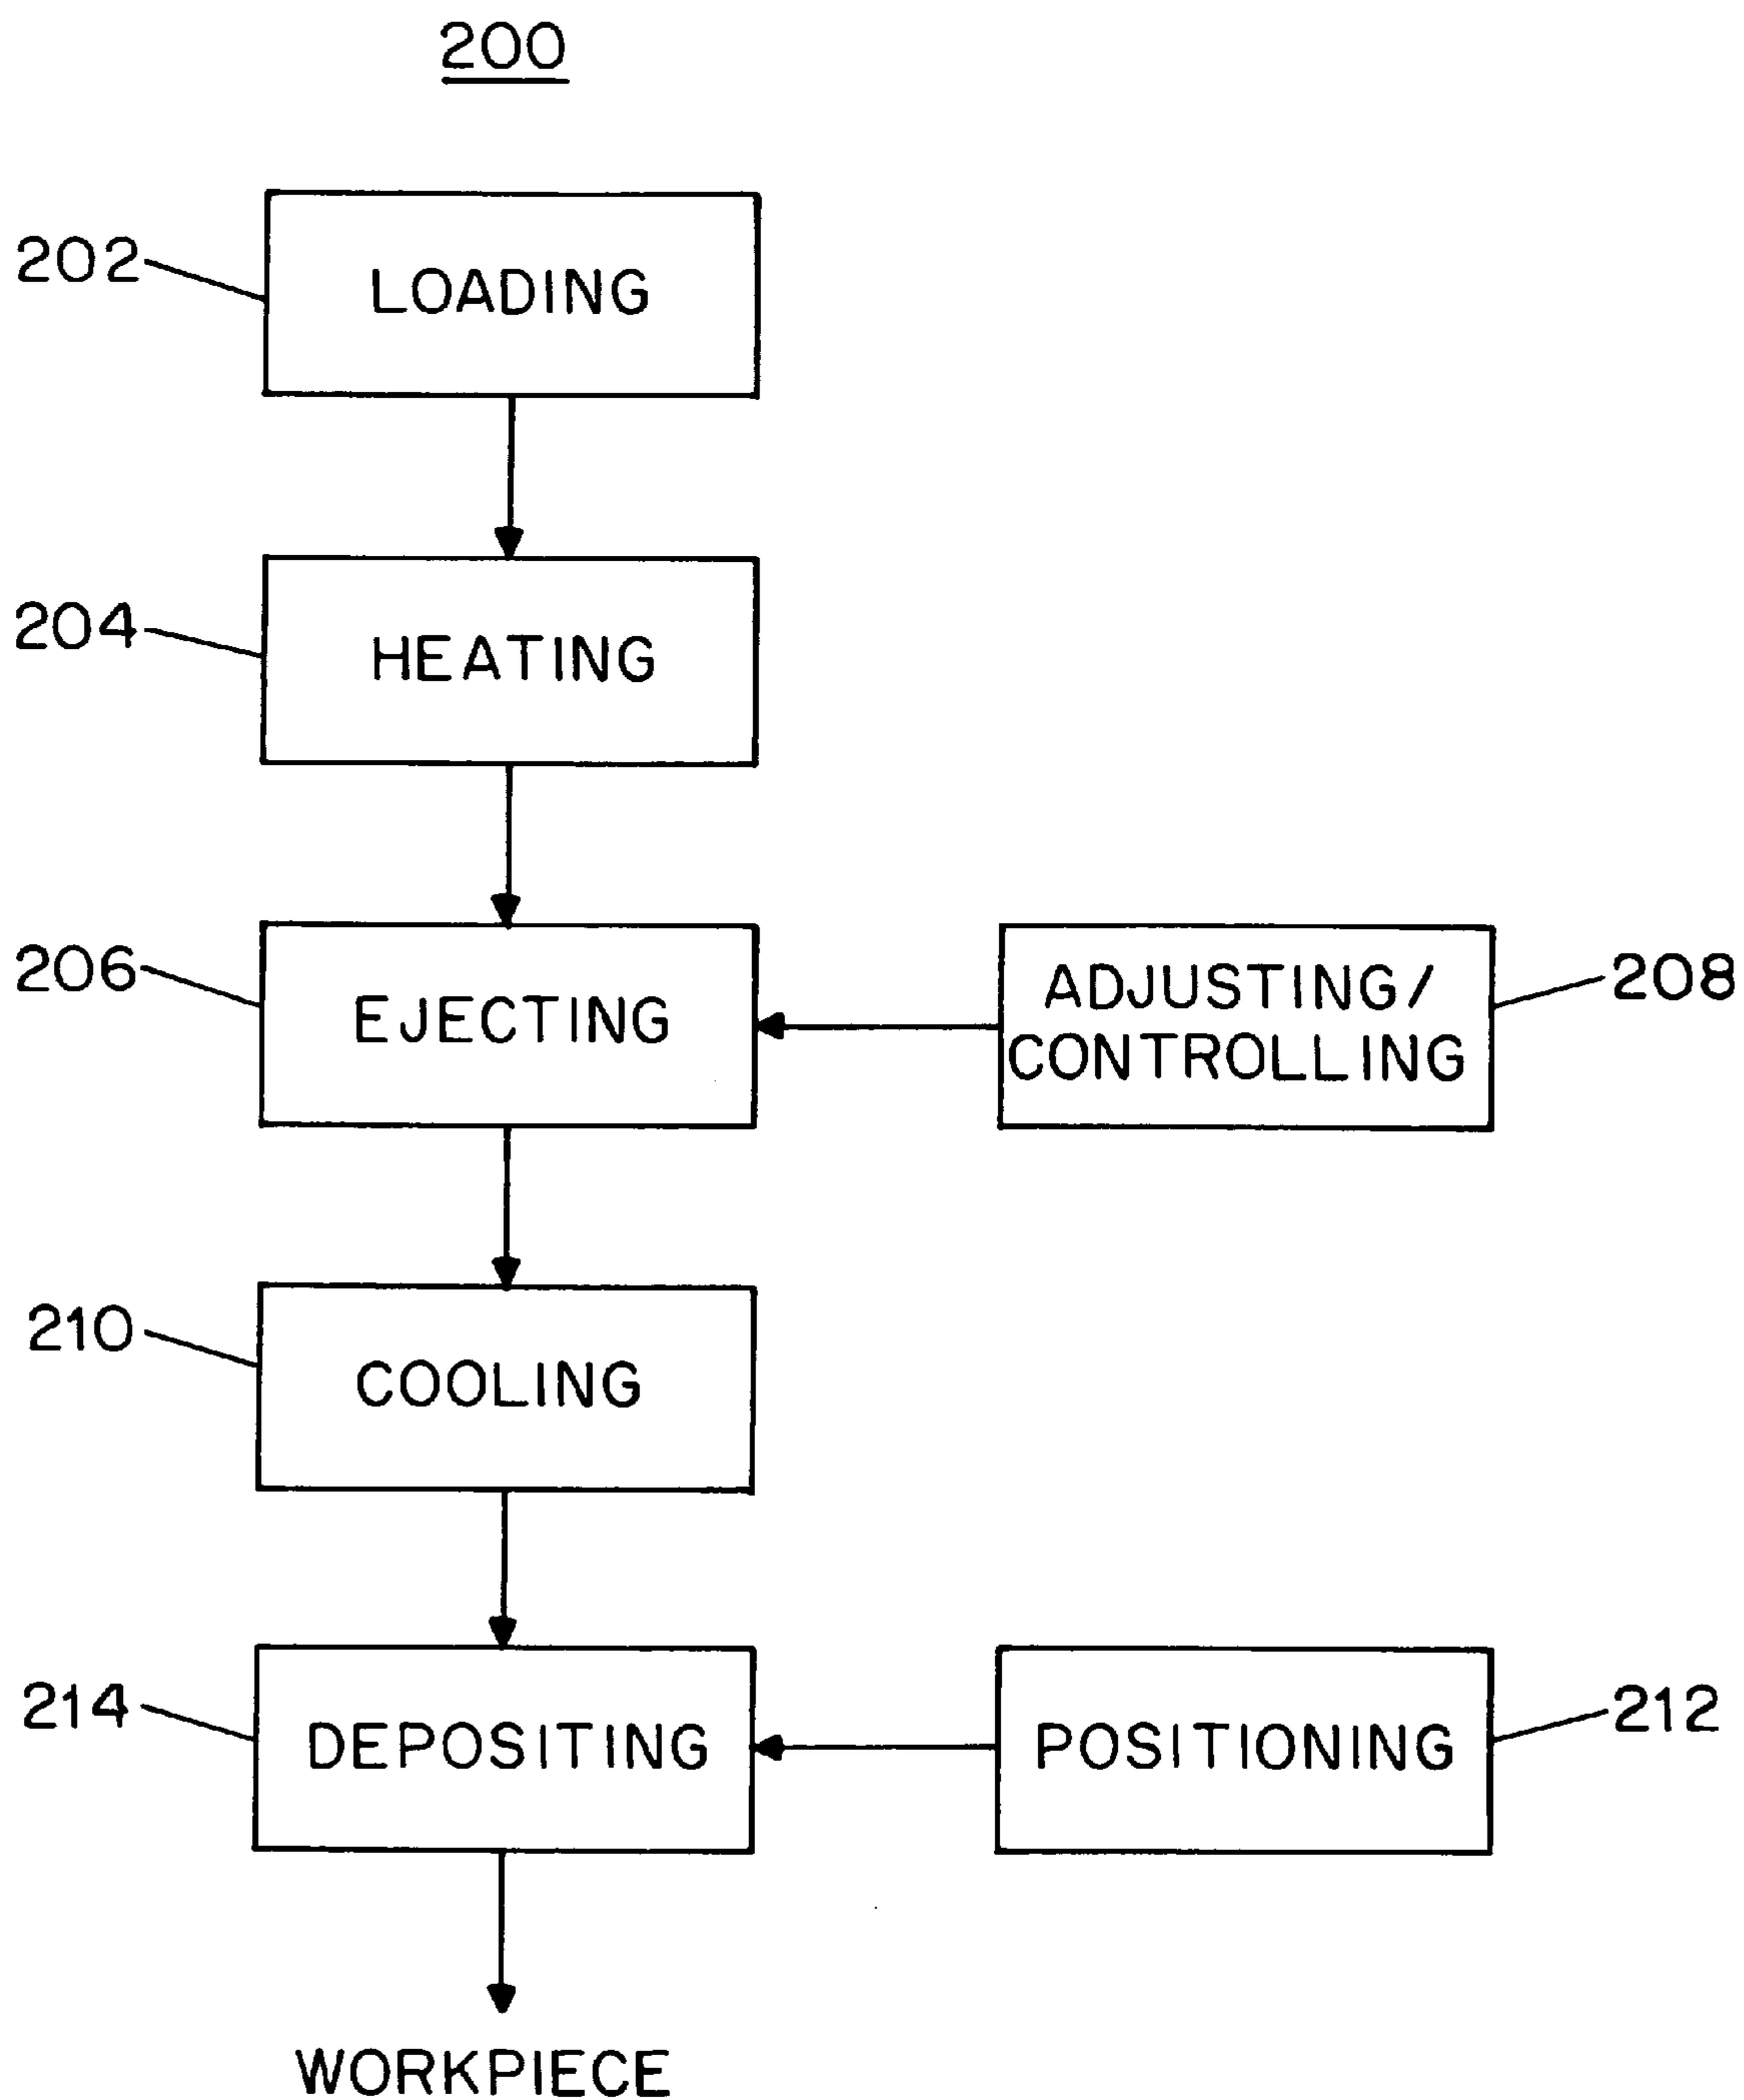 200
202
LOADING
204
HEATING
206
EJECTING
ADJUSTING/
CONTROLLING
208
210
COOLING
214
DEPOSITING
POSITIONING
212
WORKPIECE